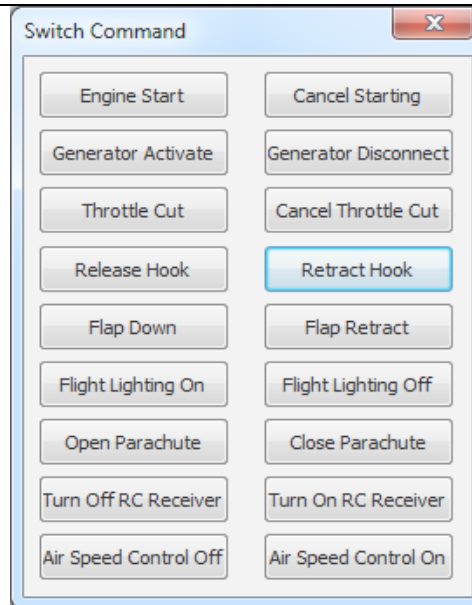 Switch Command
Engine Start Cancel Starting
Generator Activate Generator Disconnect
Throttle Cut Cancel Throttle Cut
Release Hook Retract Hook
Flap Down Flap Retract
Flight Lighting On Flight Lighting Off
Open Parachute Close Parachute
Turn Off RC Receiver Turn On RC Receiver
Air Speed Control Off Air Speed Control On